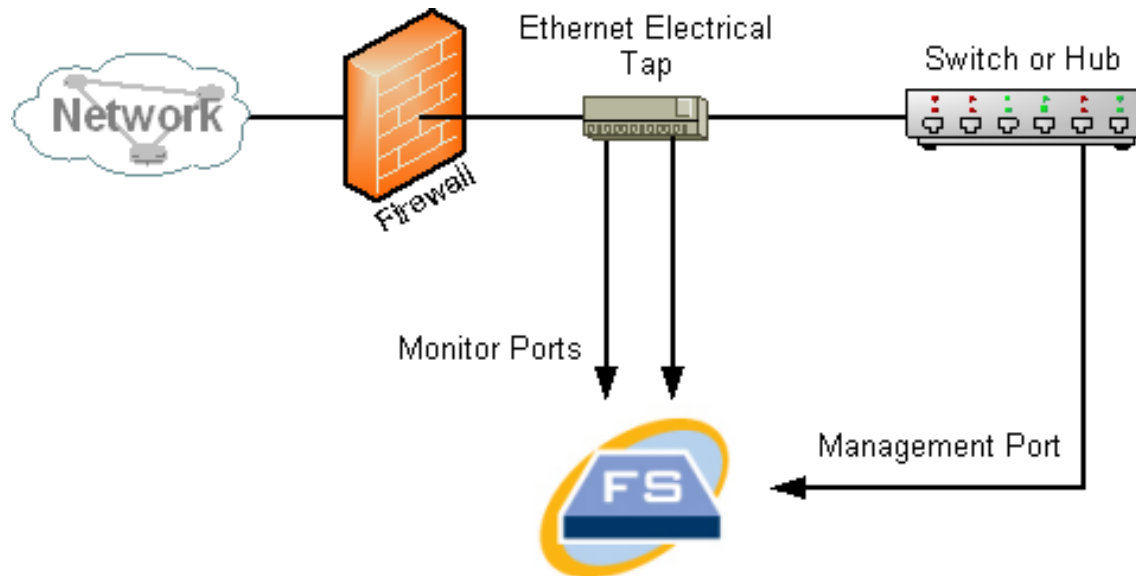 Ethernet Electrical
Tap
Switch or Hub
Network
Firewall
Monitor Ports
Management Port
FS